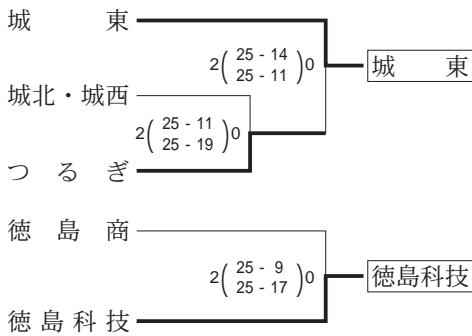 城東
2(25-14 25-11)0
城東
城北・城西
2(25-11 25-19)0
つるぎ
徳島商
2(25-9 25-17)0
徳島科技
徳島科技